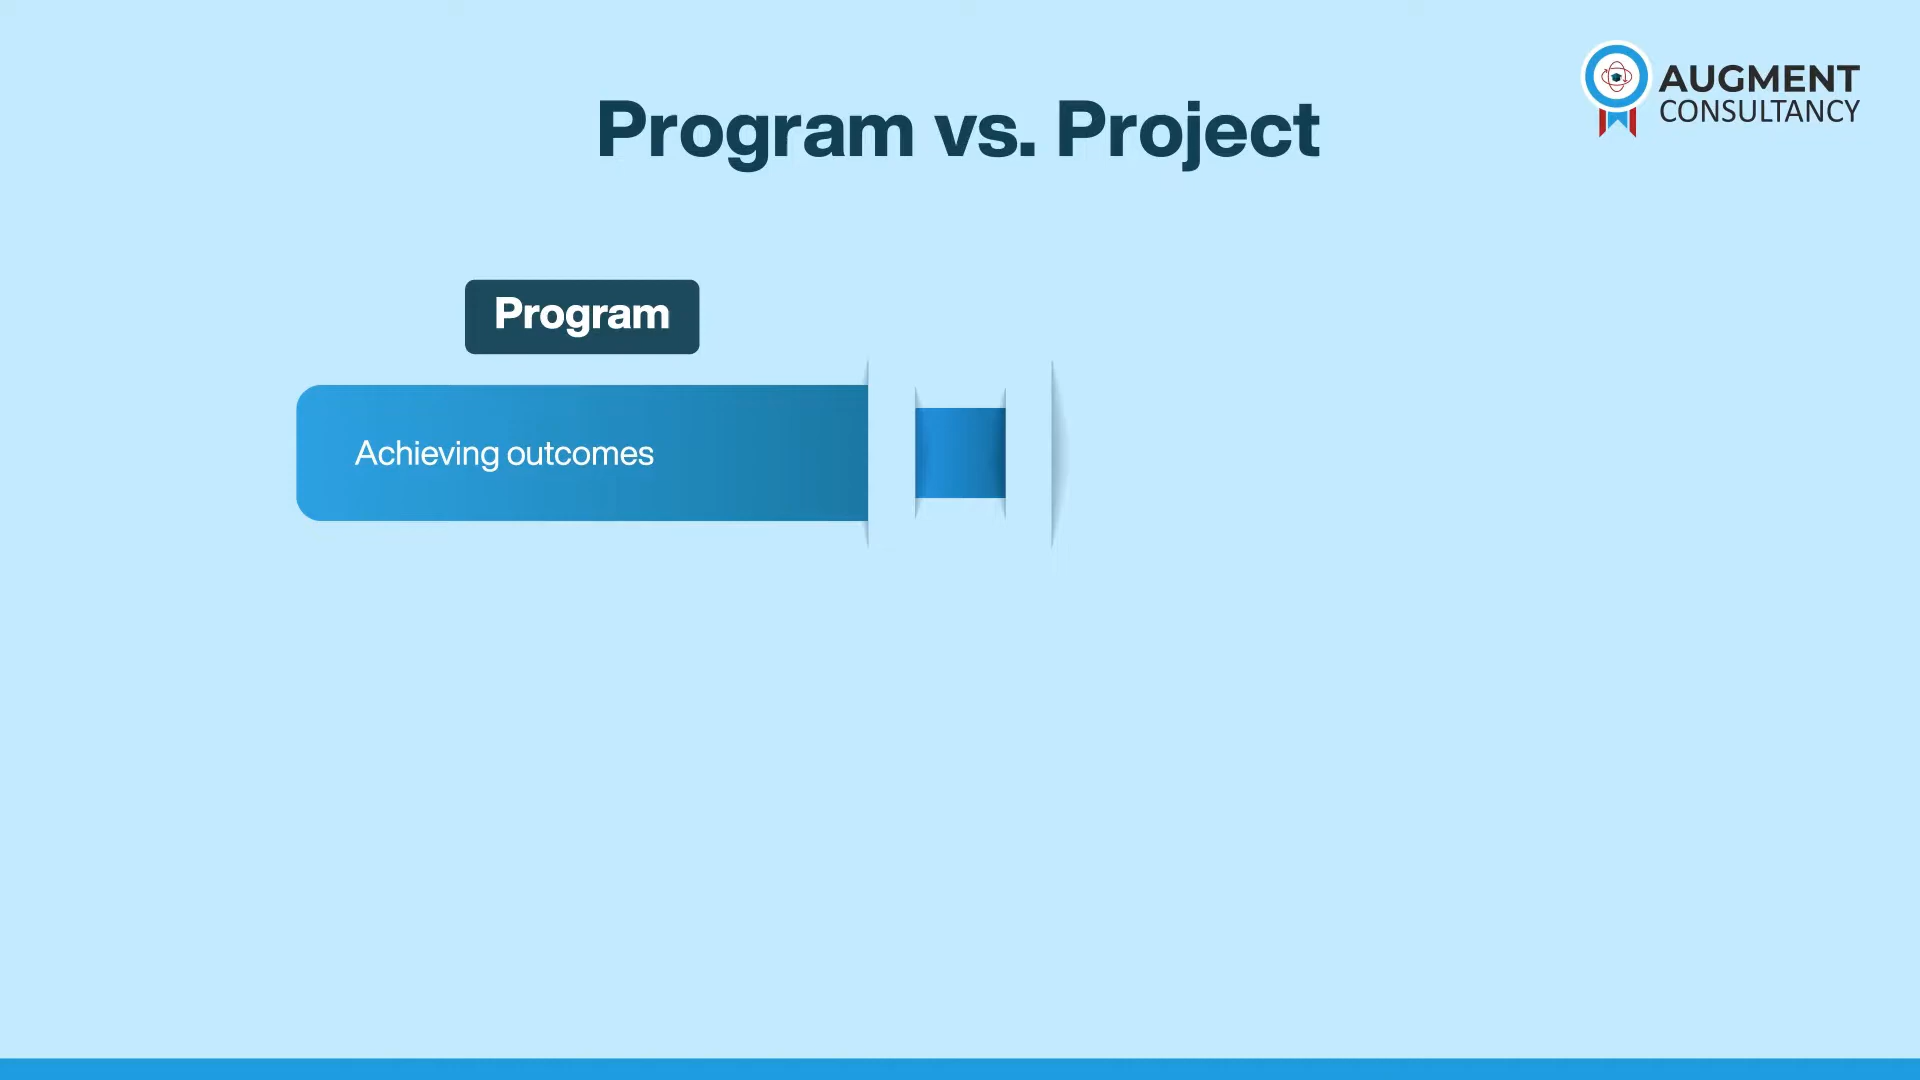 AUGMENT
CONSULTANCY
Program vs. Project
Program
Achieving outcomes